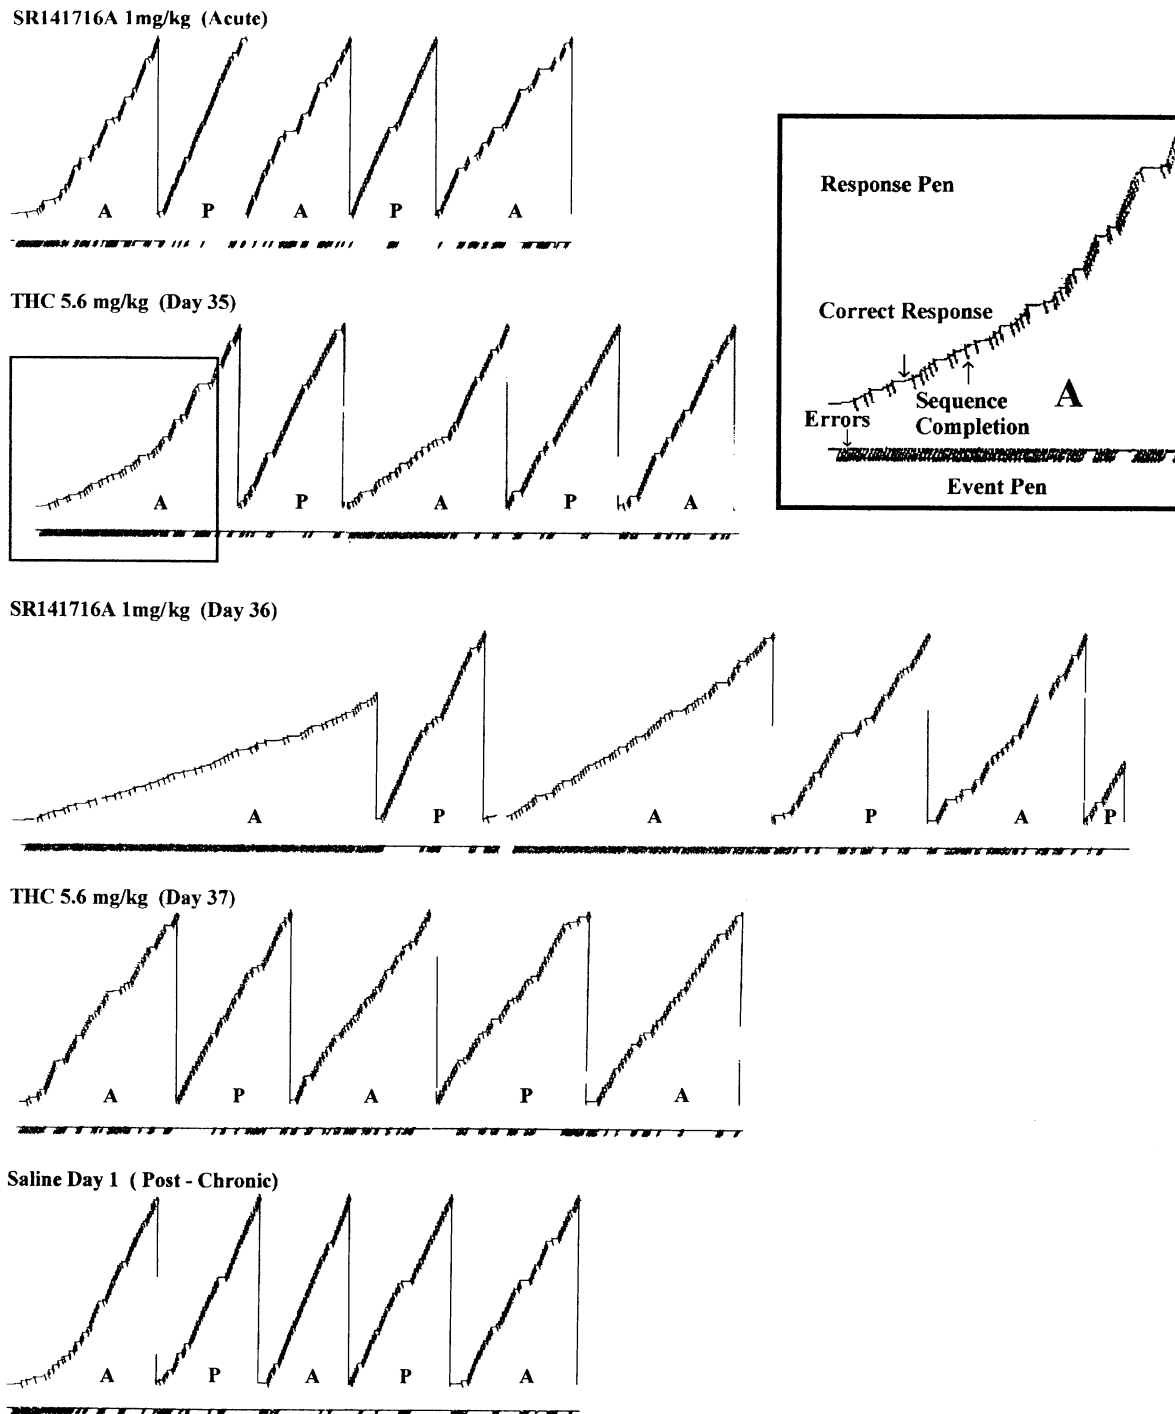 SR141716A 1mg/kg (Acute)
A P A P A
THC 5.6 mg/kg (Day 35)
A P A P A
Response Pen
Correct Response
Errors
Sequence
Completion
A
Event Pen
SR141716A 1mg/kg (Day 36)
A P A P A P
THC 5.6 mg/kg (Day 37)
A P A P A
Saline Day 1 ( Post - Chronic)
A P A P A